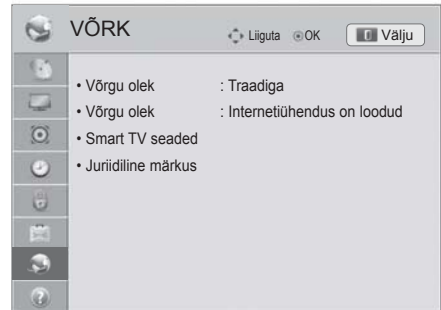 VÕRK
Liiguta OK Välju
• Võrgu olek : Traadiga
• Võrgu olek : Internetiühendus on loodud
• Smart TV seaded
• Juriidiline märkus